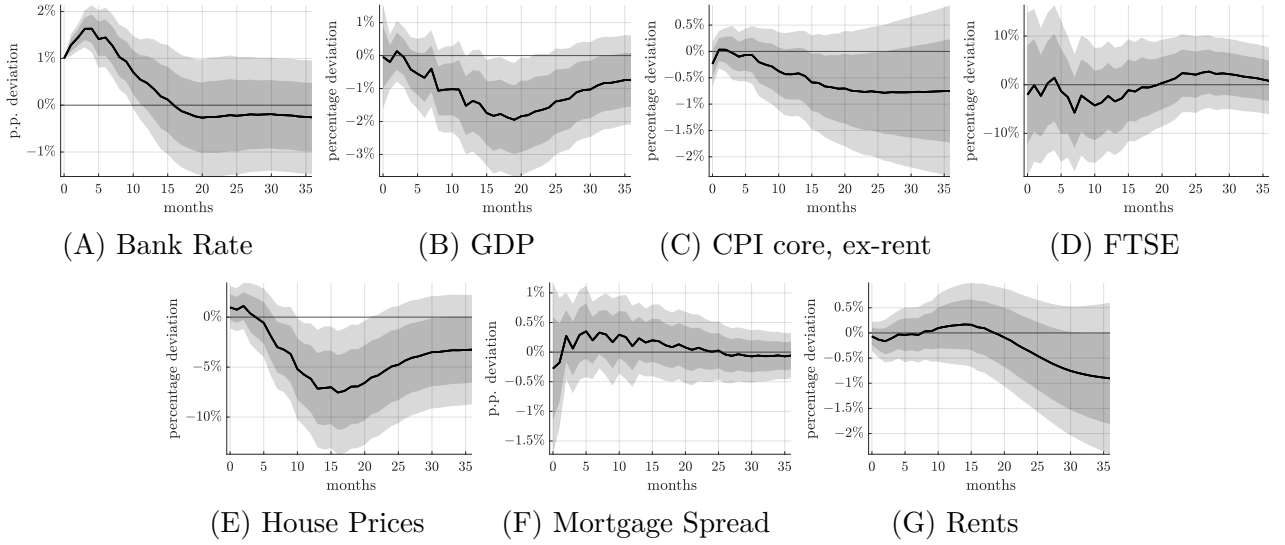 2%
1%
0%
−1%
p.p. deviation
0 5 10 15 20 25 30 35
months
(A) Bank Rate
1%
0%
−1%
−2%
−3%
percentage deviation
0 5 10 15 20 25 30 35
months
(B) GDP
0.5%
0%
−0.5%
−1%
−1.5%
−2%
percentage deviation
0 5 10 15 20 25 30 35
months
(C) CPI core, ex-rent
10%
0%
−10%
percentage deviation
0 5 10 15 20 25 30 35
months
(D) FTSE
0%
−5%
−10%
percentage deviation
0 5 10 15 20 25 30 35
months
(E) House Prices
1%
0.5%
0%
−0.5%
−1%
−1.5%
p.p. deviation
0 5 10 15 20 25 30 35
months
(F) Mortgage Spread
0.5%
0%
−0.5%
−1%
−1.5%
−2%
percentage deviation
0 5 10 15 20 25 30 35
months
(G) Rents